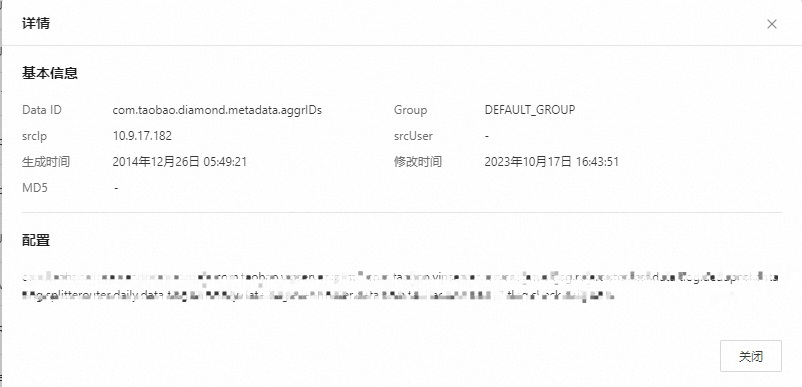 详情
基本信息
Data ID com.taobao.diamond.metadata.aggrIDs Group DEFAULT_GROUP
srcIp 10.9.17.182 srcUser -
生成时间 2014年12月26日 05:49:21 修改时间 2023年10月17日 16:43:51
MD5 -
配置
关闭